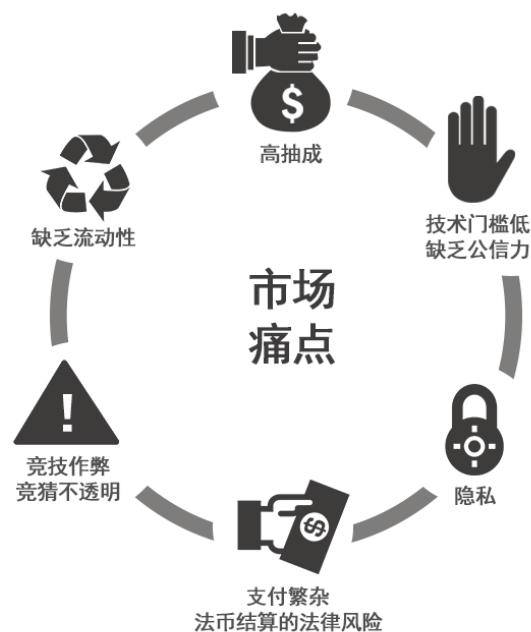 高抽成
技术门槛低
缺乏公信力
缺乏流动性
市场
痛点
竞技作弊
竞猜不透明
隐私
支付繁杂
法币结算的法律风险